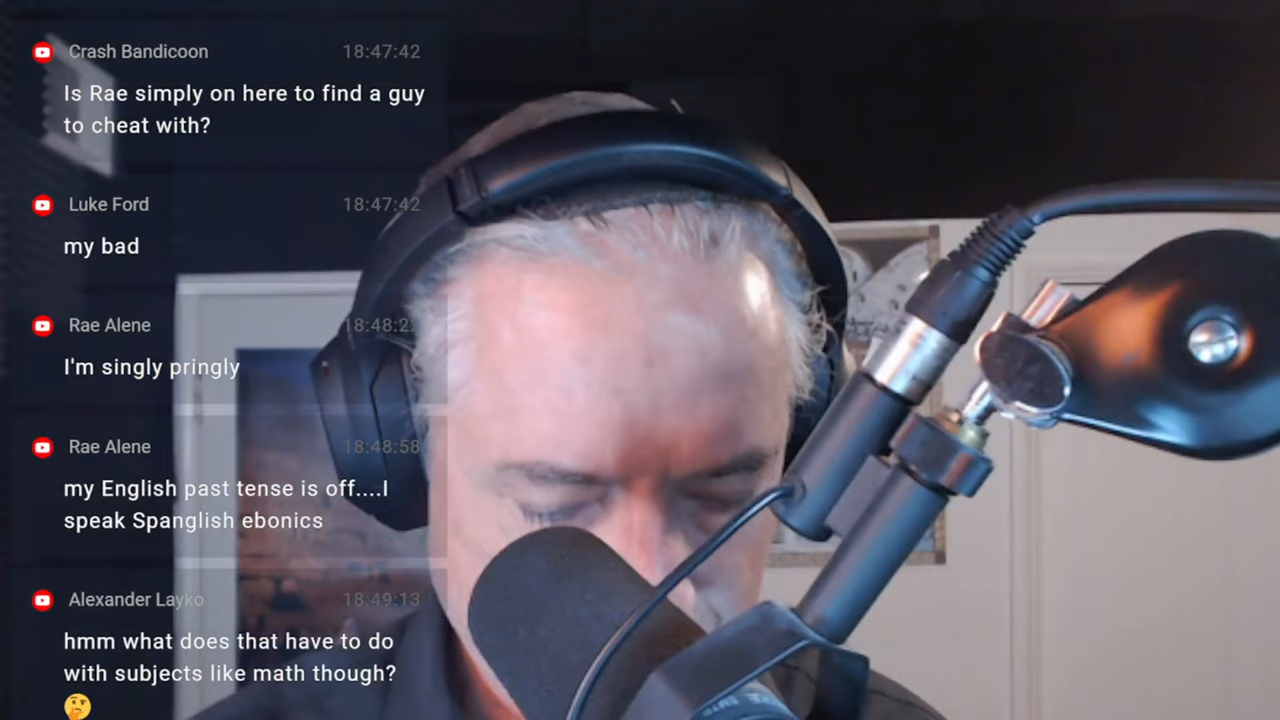 Crash Bandicoon 18:47:42
Is Rae simply on here to find a guy
to cheat with?
Luke Ford 18:47:42
my bad
Rae Alene 18:48:2
I'm singly pringly
Rae Alene 18:48:58
my English past tense is off....I
speak Spanglish ebonics
Alexander Layko 18:49:13
hmm what does that have to do
with subjects like math though?
🤔